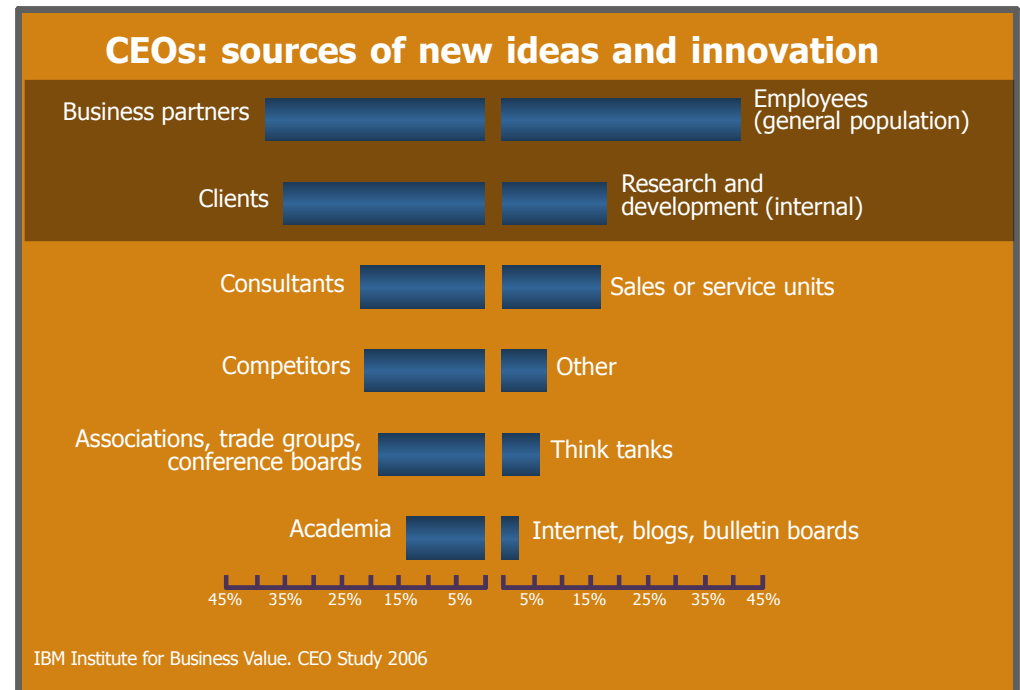 CEOs: sources of new ideas and innovation
Business partners
Employees
(general population)
Clients
Research and
development (internal)
Consultants
Sales or service units
Competitors
Other
Associations, trade groups,
conference boards
Think tanks
Academia
Internet, blogs, bulletin boards
45% 35% 25% 15% 5% 5% 15% 25% 35% 45%
IBM Institute for Business Value. CEO Study 2006